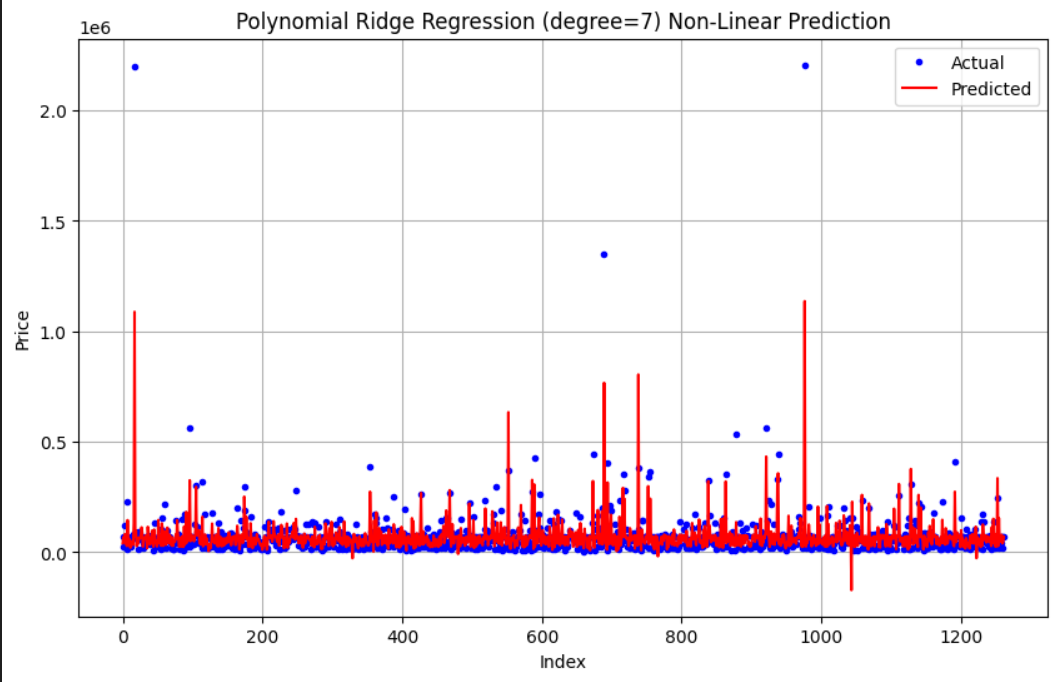 Polynomial Ridge Regression (degree=7) Non-Linear Prediction
1e6
Actual
Predicted
2.0
1.5
1.0
0.5
0.0
Price
0 200 400 600 800 1000 1200
Index